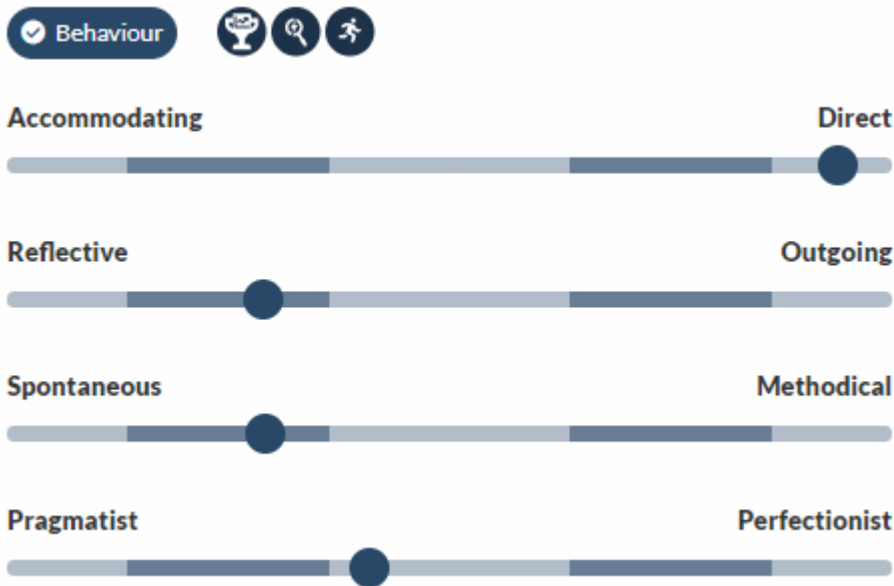 Behaviour
Accommodating Direct
Reflective Outgoing
Spontaneous Methodical
Pragmatist Perfectionist